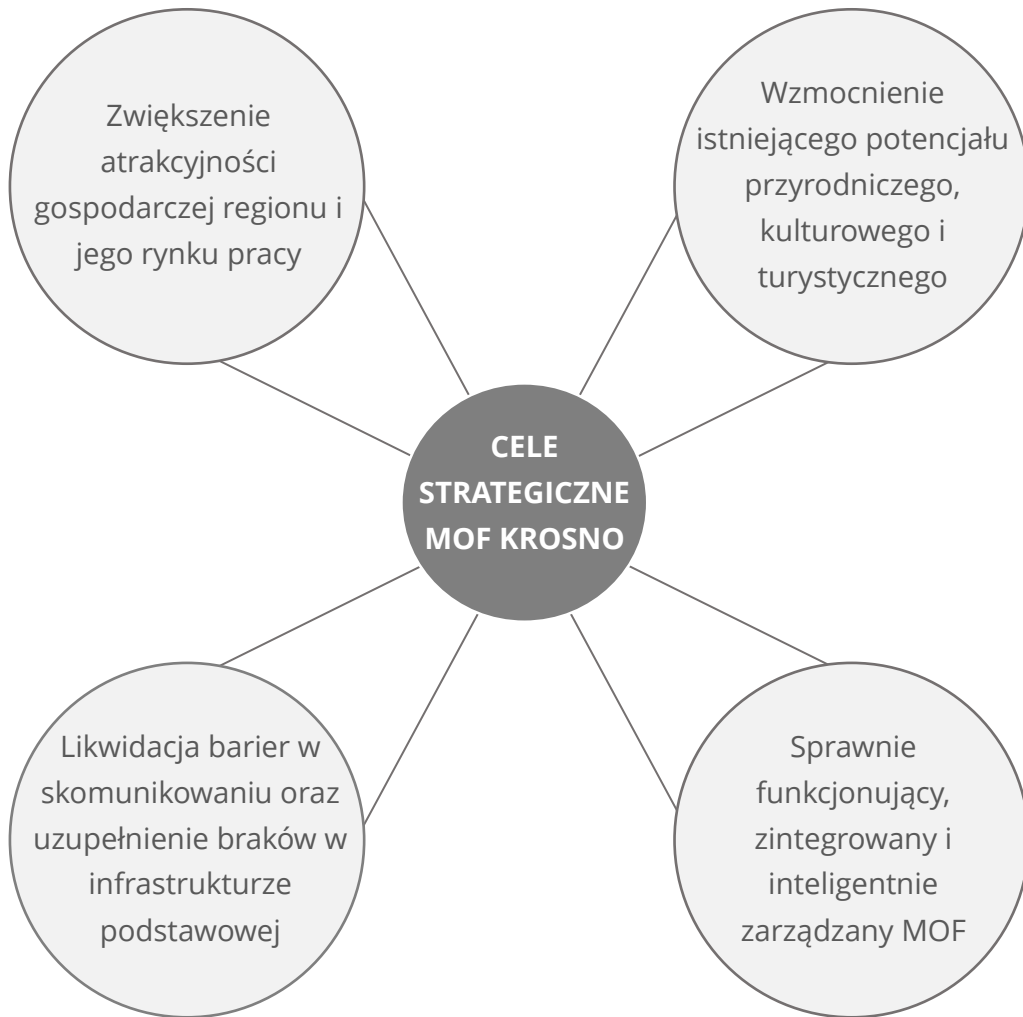 Zwiększenie
atrakcyjności
gospodarczej regionu i
jego rynku pracy
Wzmocnienie
istniejącego potencjału
przyrodniczego,
kulturowego i
turystycznego
CELE
STRATEGICZNE
MOF KROSNO
Likwidacja barier w
skomunikowaniu oraz
uzupełnienie braków w
infrastrukturze
podstawowej
Sprawnie
funkcjonujący,
zintegrowany i
inteligentnie
zarządzany MOF